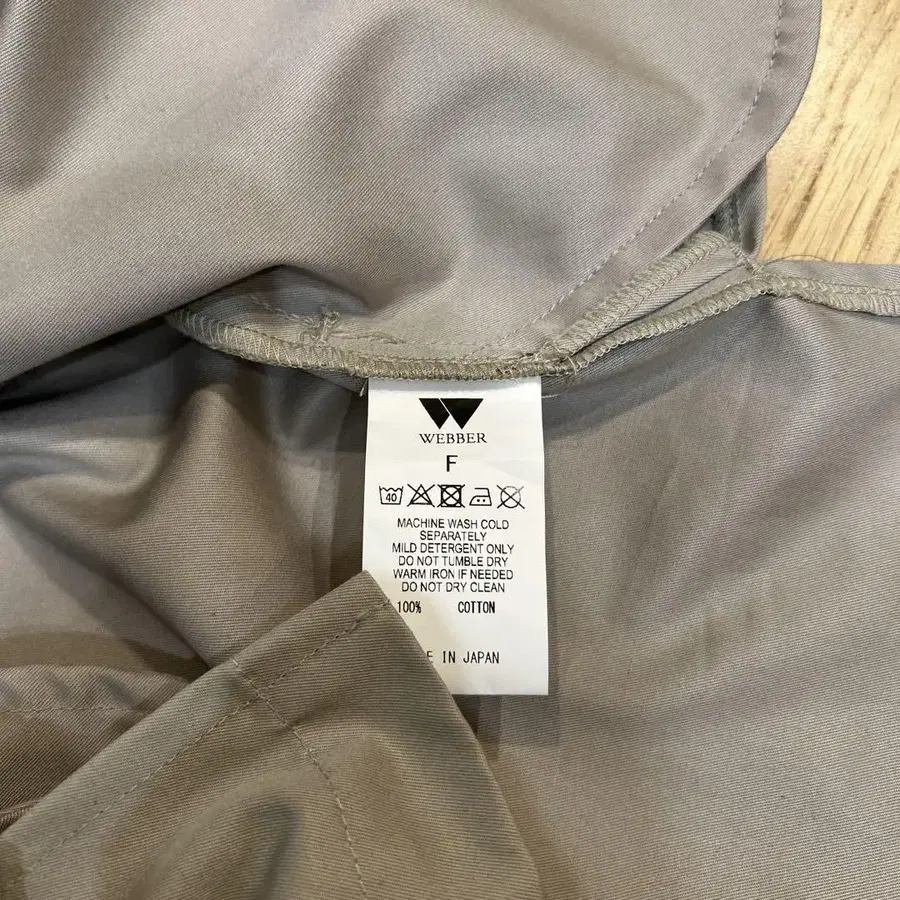 WEBBER
F
40
MACHINE WASH COLD
SEPARATELY
MILD DETERGENT ONLY
DO NOT TUMBLE DRY
WARM IRON IF NEEDED
DO NOT DRY CLEAN
100% COTTON
E IN JAPAN